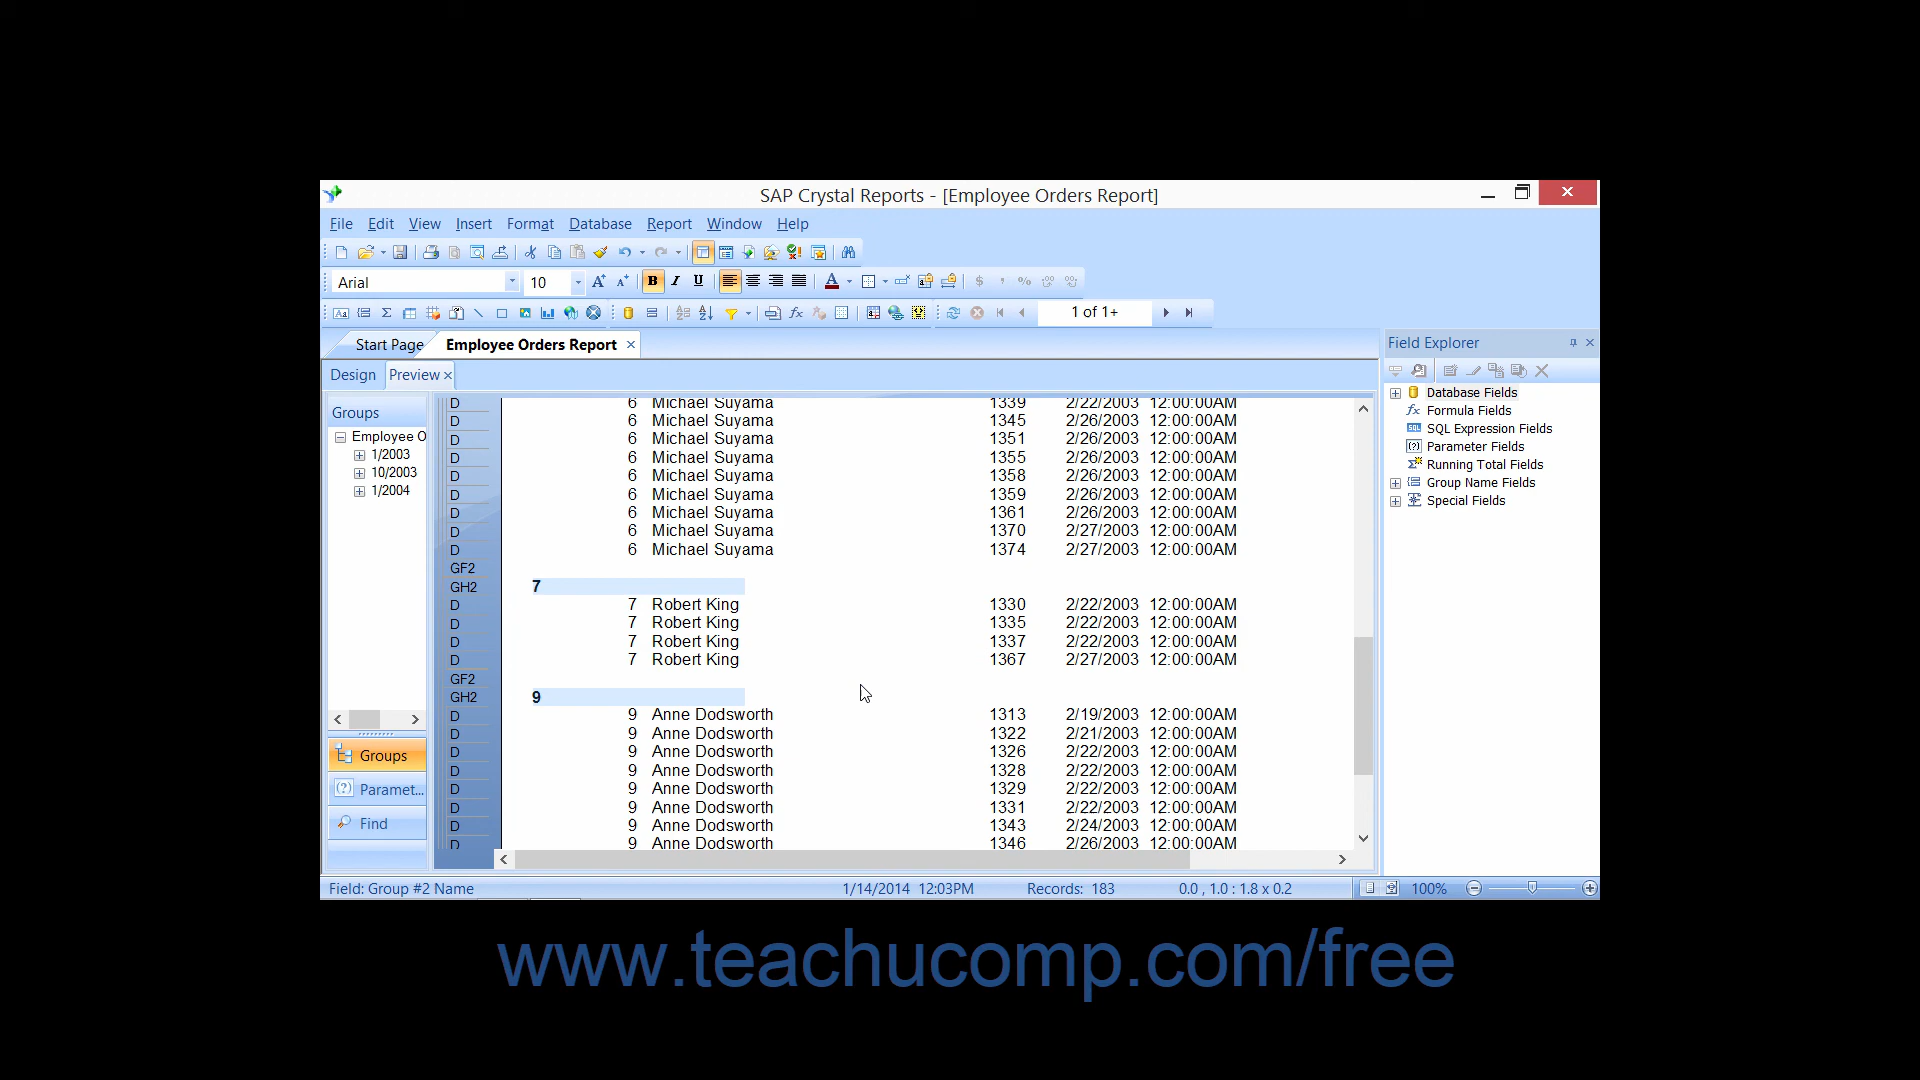 SAP Crystal Reports - [Employee Orders Report]
File Edit View Insert Format Database Report Window Help
Arial 10 B I U A $ , %
1 of 1+
Start Page Employee Orders Report
Field Explorer
Design Preview
Groups
Employee O
1/2003
10/2003
1/2004
Groups
Paramet...
Find
D 6 Michael Suyama 1339 2/22/2003 12:00:00AM
D 6 Michael Suyama 1345 2/26/2003 12:00:00AM
D 6 Michael Suyama 1351 2/26/2003 12:00:00AM
D 6 Michael Suyama 1355 2/26/2003 12:00:00AM
D 6 Michael Suyama 1358 2/26/2003 12:00:00AM
D 6 Michael Suyama 1359 2/26/2003 12:00:00AM
D 6 Michael Suyama 1361 2/26/2003 12:00:00AM
D 6 Michael Suyama 1370 2/27/2003 12:00:00AM
D 6 Michael Suyama 1374 2/27/2003 12:00:00AM
GF2
GH2 7
D 7 Robert King 1330 2/22/2003 12:00:00AM
D 7 Robert King 1335 2/22/2003 12:00:00AM
D 7 Robert King 1337 2/22/2003 12:00:00AM
D 7 Robert King 1367 2/27/2003 12:00:00AM
GF2
GH2 9
D 9 Anne Dodsworth 1313 2/19/2003 12:00:00AM
D 9 Anne Dodsworth 1322 2/21/2003 12:00:00AM
D 9 Anne Dodsworth 1326 2/22/2003 12:00:00AM
D 9 Anne Dodsworth 1328 2/22/2003 12:00:00AM
D 9 Anne Dodsworth 1329 2/22/2003 12:00:00AM
D 9 Anne Dodsworth 1331 2/22/2003 12:00:00AM
D 9 Anne Dodsworth 1343 2/24/2003 12:00:00AM
D 9 Anne Dodsworth 1346 2/26/2003 12:00:00AM
Database Fields
Formula Fields
SQL Expression Fields
Parameter Fields
Running Total Fields
Group Name Fields
Special Fields
Field: Group #2 Name 1/14/2014 12:03PM Records: 183 0.0 , 1.0 : 1.8 x 0.2 100%
www.teachucomp.com/free